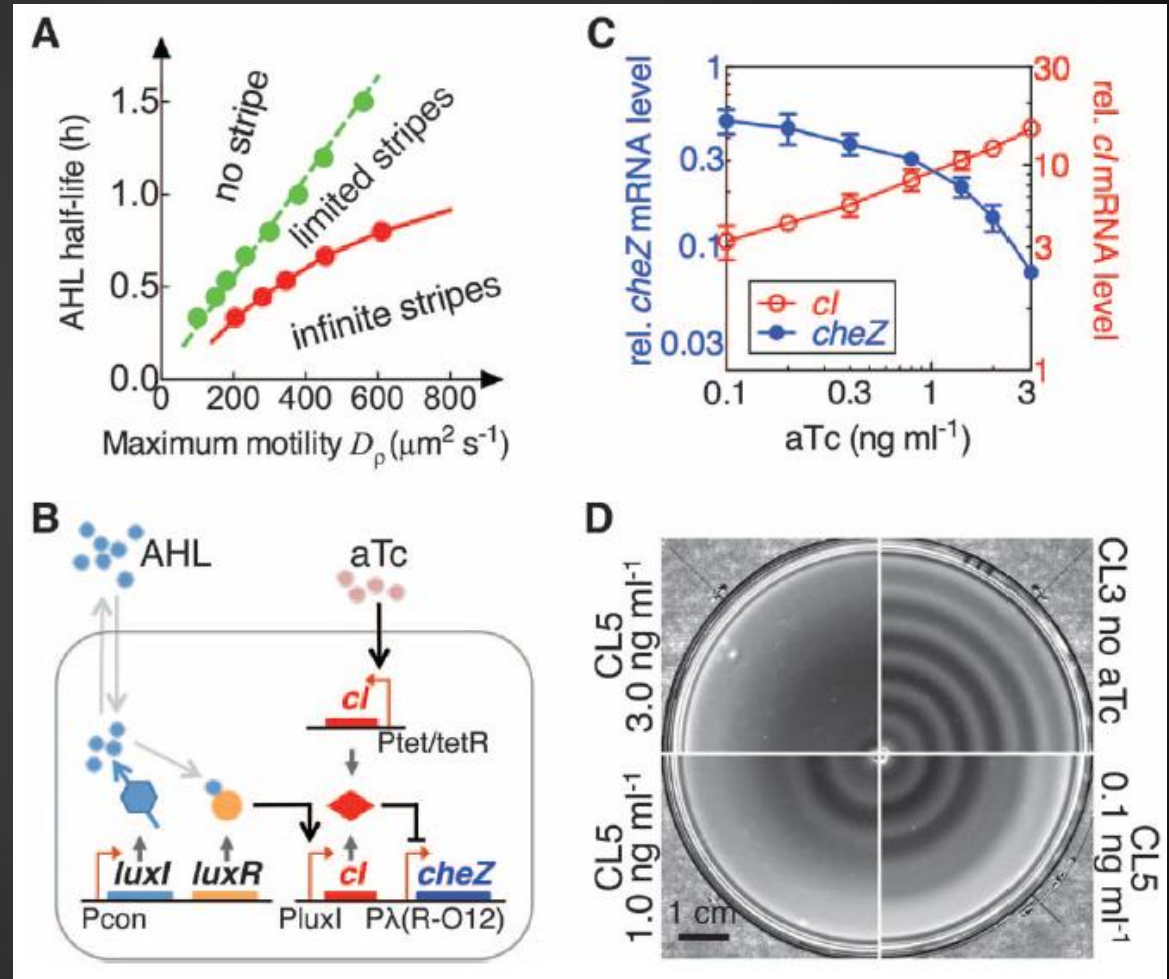 A
AHL half-life (h)
1.5
1.0
0.5
0.0
0 200 400 600 800
Maximum motility Dρ (μm² s⁻¹)
no stripe
limited stripes
infinite stripes
C
rel. cheZ mRNA level
1
0.3
0.1
0.03
rel. cI mRNA level
30
10
3
1
cI
cheZ
0.1 0.3 1 3
aTc (ng ml⁻¹)
B
AHL aTc
cI
Ptet/tetR
luxI luxR cI cheZ
Pcon PluxI Pλ(R-O12)
D
CL5
3.0 ng ml⁻¹
CL3 no aTc
CL5
1.0 ng ml⁻¹
CL5
0.1 ng ml⁻¹
1 cm